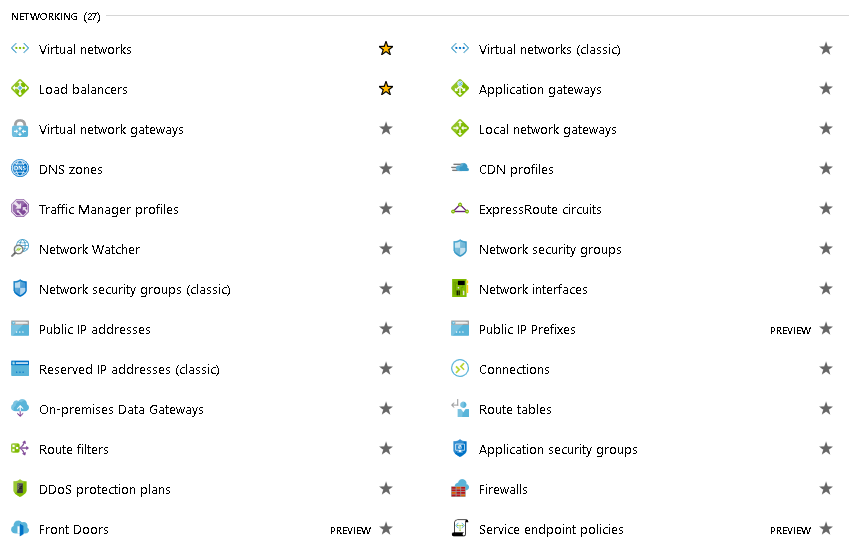 NETWORKING (27)
Virtual networks
Virtual networks (classic)
Load balancers
Application gateways
Virtual network gateways
Local network gateways
DNS
DNS zones
CDN profiles
Traffic Manager profiles
ExpressRoute circuits
Network Watcher
Network security groups
Network security groups (classic)
Network interfaces
Public IP addresses
Public IP Prefixes PREVIEW
Reserved IP addresses (classic)
Connections
On-premises Data Gateways
Route tables
Route filters
Application security groups
DDoS protection plans
Firewalls
Front Doors PREVIEW
Service endpoint policies PREVIEW